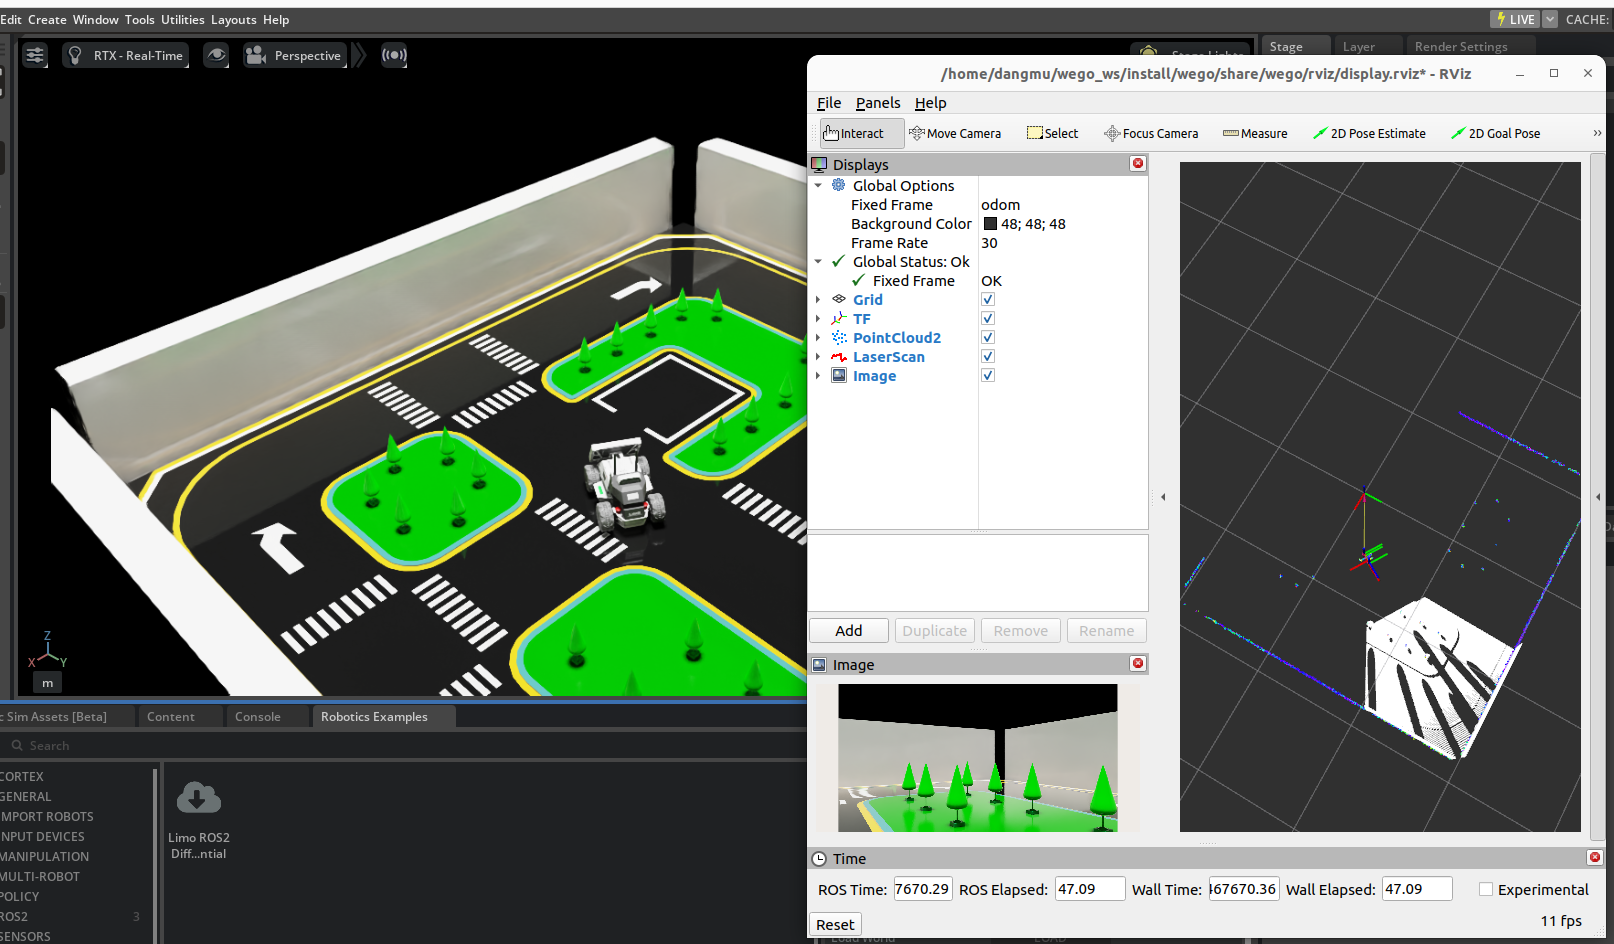 Edit Create Window Tools Utilities Layouts Help
LIVE CACHE:
RTX - Real-Time Perspective
Stage Lights
Stage Layer Render Settings
/home/dangmu/wego_ws/install/wego/share/wego/rviz/display.rviz* - RViz
File Panels Help
Interact Move Camera Select Focus Camera Measure 2D Pose Estimate 2D Goal Pose
Displays
Global Options
Fixed Frame odom
Background Color 48; 48; 48
Frame Rate 30
Global Status: Ok
Fixed Frame OK
Grid
TF
PointCloud2
LaserScan
Image
Add Duplicate Remove Rename
Image
Z
X Y
m
c Sim Assets [Beta] Content Console Robotics Examples
Search
CORTEX
GENERAL
IMPORT ROBOTS
INPUT DEVICES
MANIPULATION
MULTI-ROBOT
POLICY
ROS2 3
SENSORS
Limo ROS2
Diff...ntial
Time
ROS Time: 7670.29 ROS Elapsed: 47.09 Wall Time: 467670.36 Wall Elapsed: 47.09 Experimental
Reset
11 fps
Load World LOAD